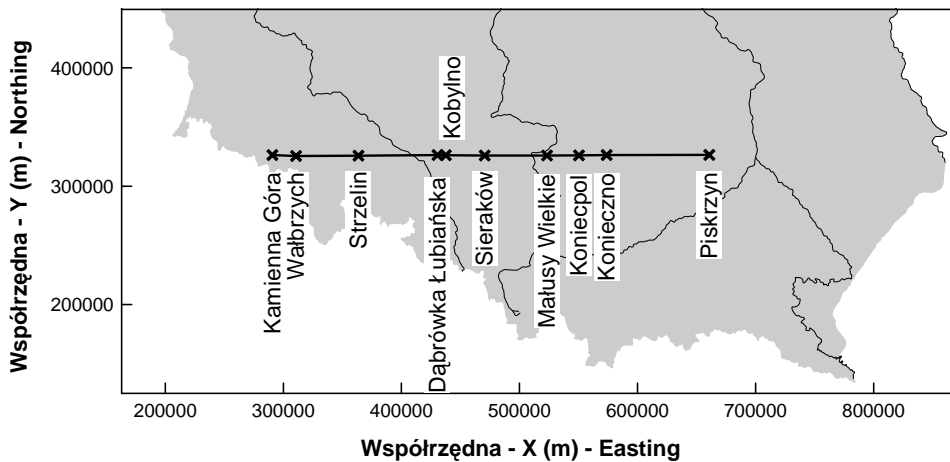 Współrzędna - Y (m) - Northing
400000
300000
200000
Kobylno
Kamienna Góra
Wałbrzych
Strzelin
Dąbrówka Łubiańska
Sieraków
Małusy Wielkie
Koniecpol
Konieczno
Piskrzyn
200000 300000 400000 500000 600000 700000 800000
Współrzędna - X (m) - Easting